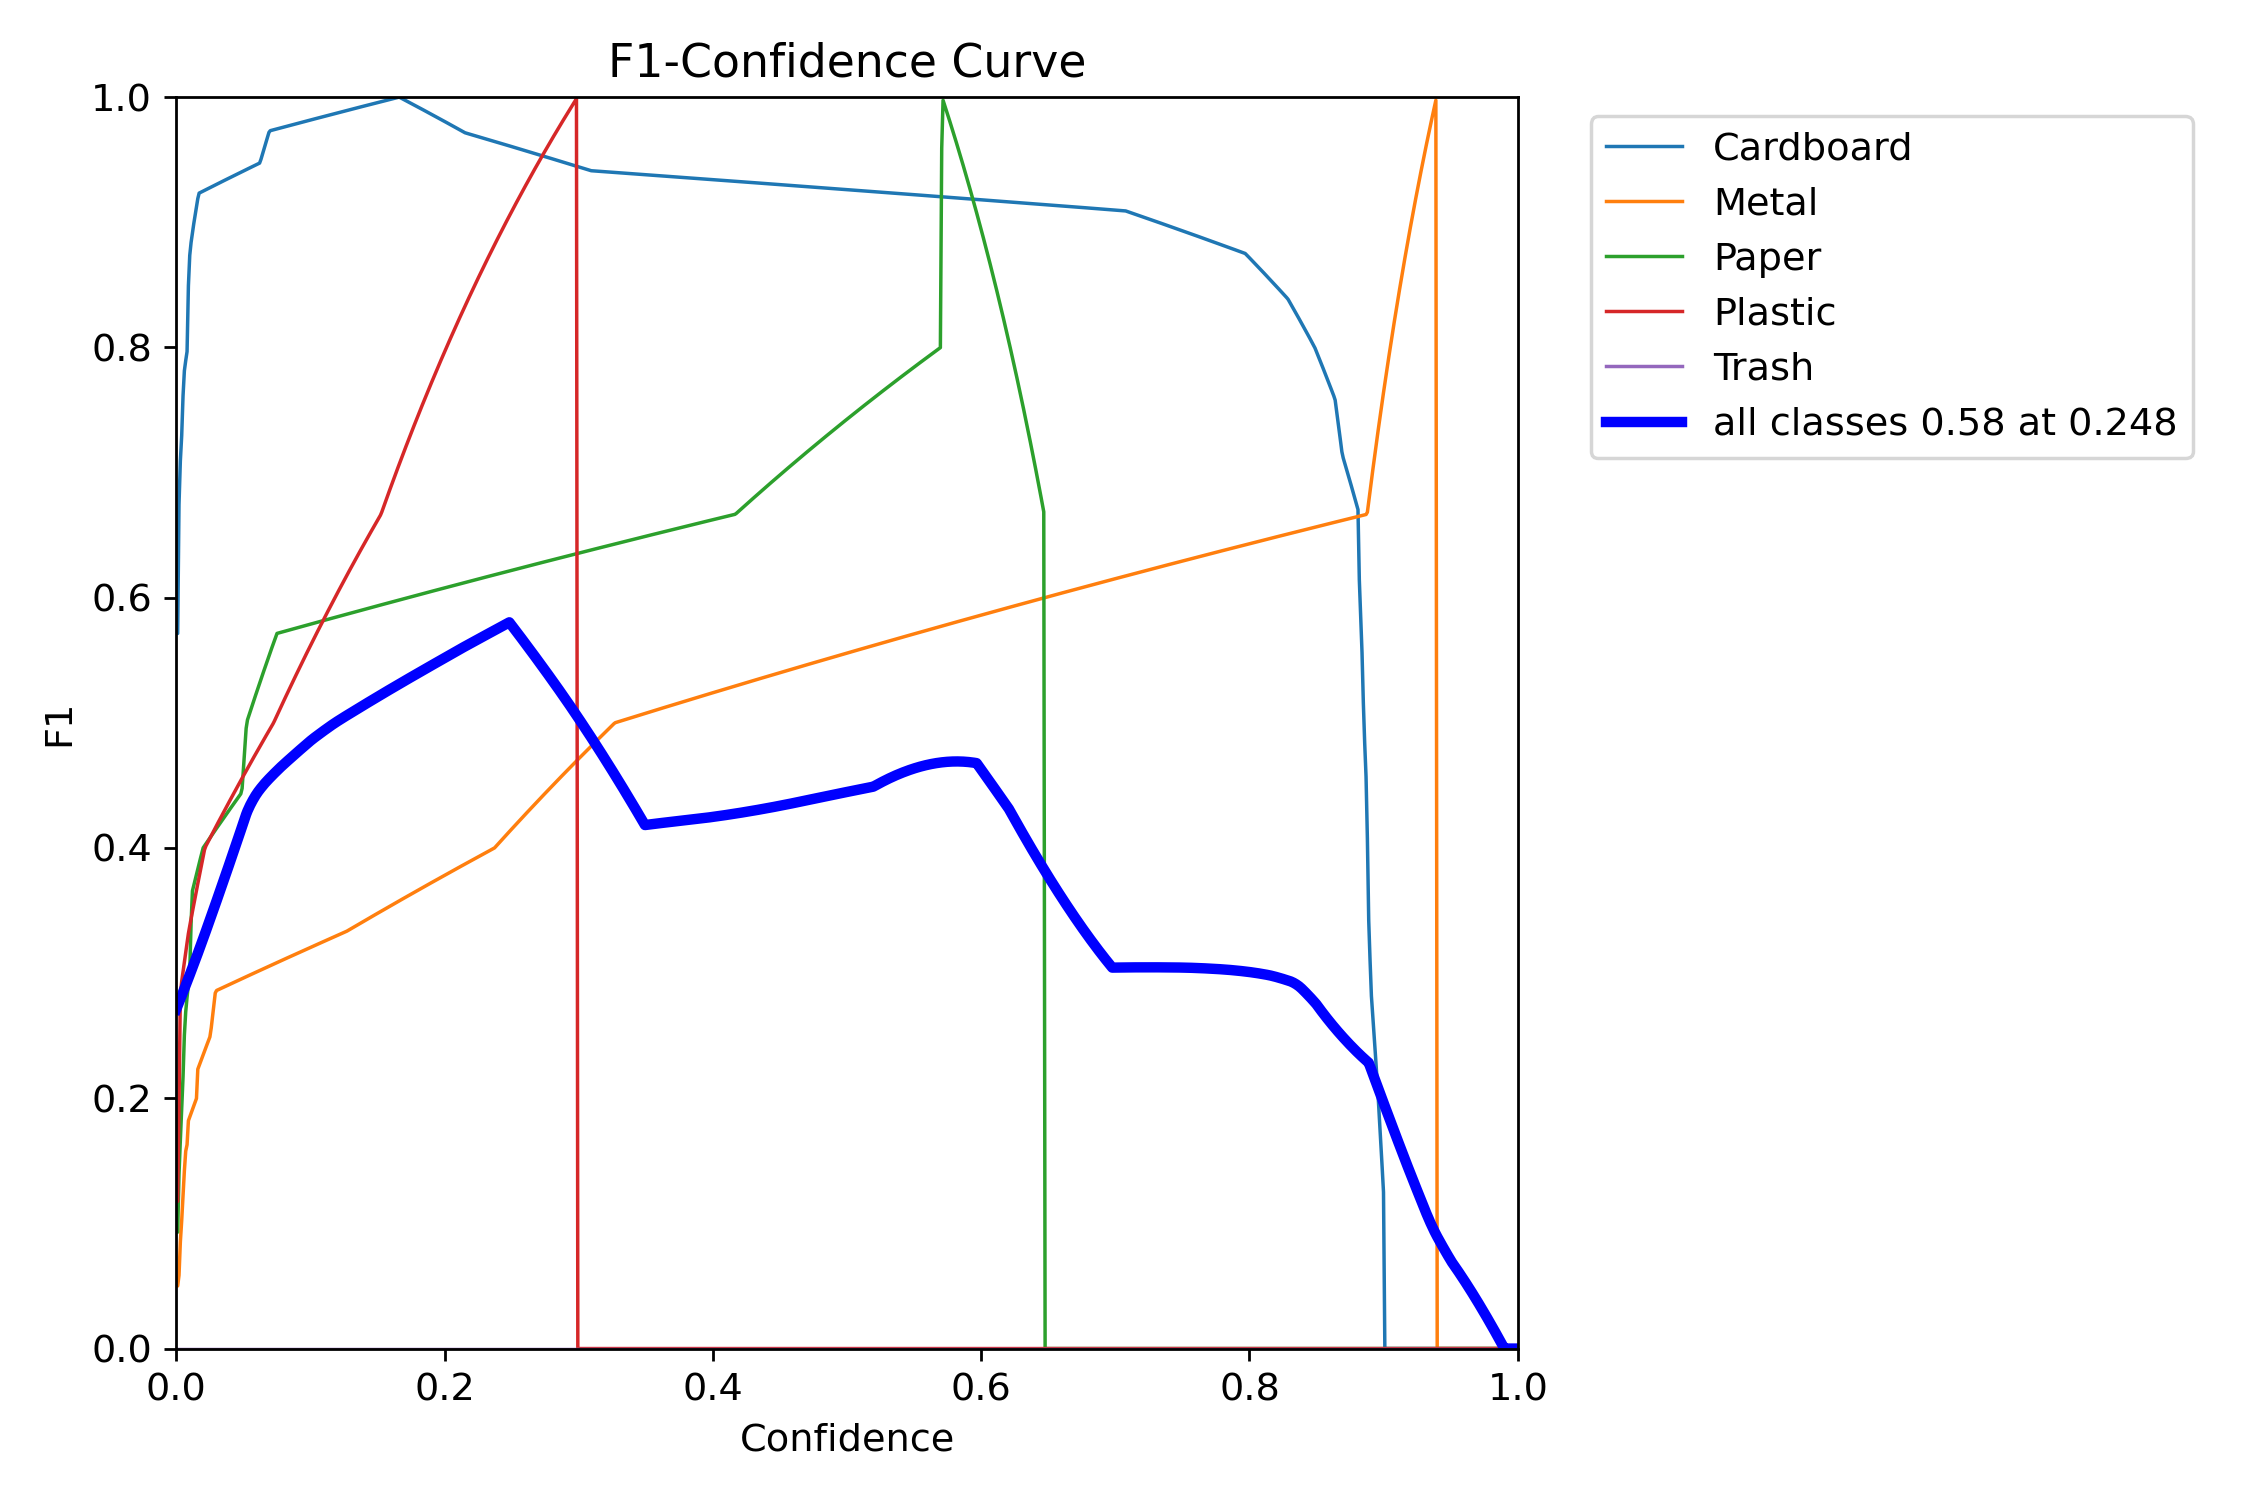 F1-Confidence Curve
1.0
0.8
0.6
0.4
0.2
0.0
F1
0.0 0.2 0.4 0.6 0.8 1.0
Confidence
Cardboard
Metal
Paper
Plastic
Trash
all classes 0.58 at 0.248